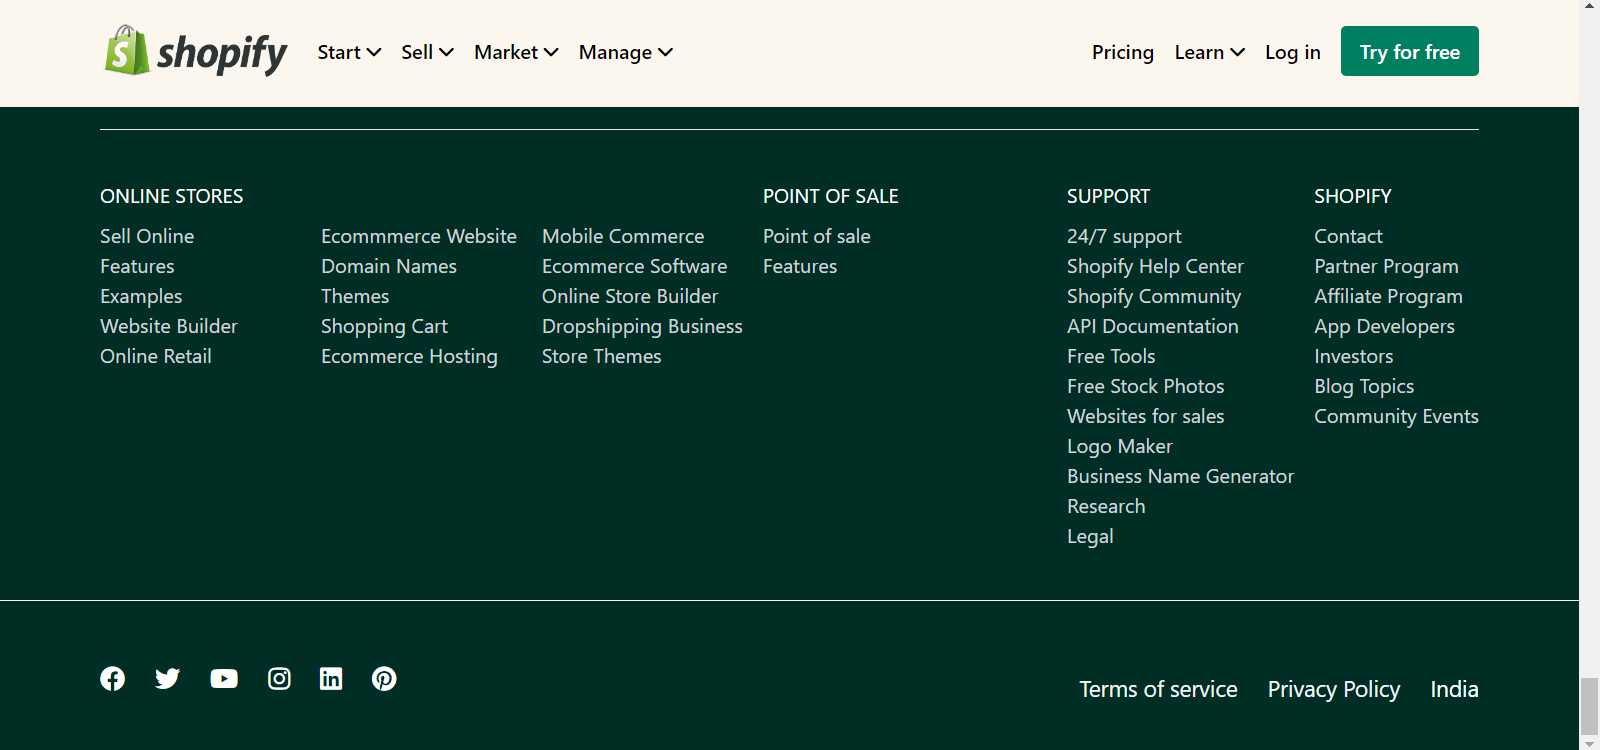 shopify Start Sell Market Manage Pricing Learn Log in Try for free
ONLINE STORES
Sell Online
Features
Examples
Website Builder
Online Retail
Ecommmerce Website
Domain Names
Themes
Shopping Cart
Ecommerce Hosting
Mobile Commerce
Ecommerce Software
Online Store Builder
Dropshipping Business
Store Themes
POINT OF SALE
Point of sale
Features
SUPPORT
24/7 support
Shopify Help Center
Shopify Community
API Documentation
Free Tools
Free Stock Photos
Websites for sales
Logo Maker
Business Name Generator
Research
Legal
SHOPIFY
Contact
Partner Program
Affiliate Program
App Developers
Investors
Blog Topics
Community Events
Terms of service Privacy Policy India